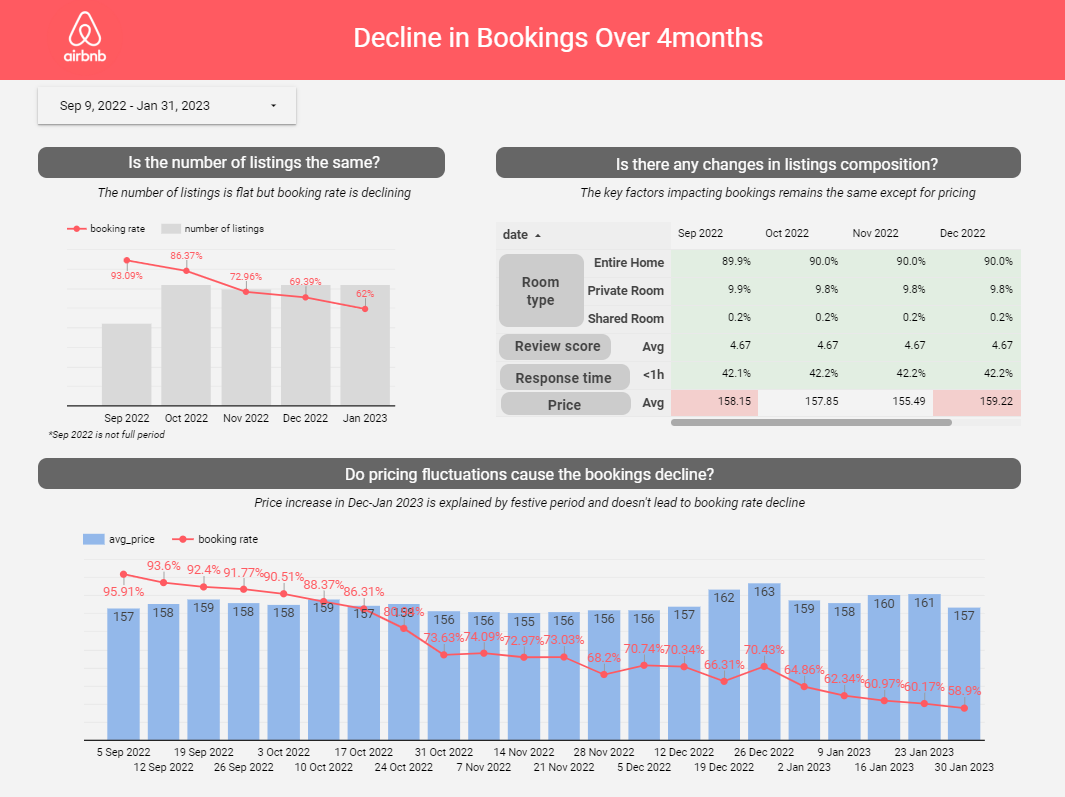 airbnb
Decline in Bookings Over 4months
Sep 9, 2022 - Jan 31, 2023
Is the number of listings the same?
The number of listings is flat but booking rate is declining
booking rate
number of listings
93.09%
86.37%
72.96%
69.39%
62%
Sep 2022
Oct 2022
Nov 2022
Dec 2022
Jan 2023
*Sep 2022 is not full period
Is there any changes in listings composition?
The key factors impacting bookings remains the same except for pricing
date Sep 2022 Oct 2022 Nov 2022 Dec 2022
Room
type
Entire Home 89.9% 90.0% 90.0% 90.0%
Private Room 9.9% 9.8% 9.8% 9.8%
Shared Room 0.2% 0.2% 0.2% 0.2%
Review score Avg 4.67 4.67 4.67 4.67
Response time <1h 42.1% 42.2% 42.2% 42.2%
Price Avg 158.15 157.85 155.49 159.22
Do pricing fluctuations cause the bookings decline?
Price increase in Dec-Jan 2023 is explained by festive period and doesn't lead to booking rate decline
avg_price
booking rate
95.91%
93.6%
92.4%
91.77%
90.51%
88.37%
86.31%
73.63%
74.09%
72.97%
73.03%
68.2%
70.74%
70.34%
66.31%
70.43%
64.86%
62.34%
60.97%
60.17%
58.9%
157
158
159
158
158
159
157
158
156
156
155
156
156
156
157
162
163
159
158
160
161
157
5 Sep 2022
12 Sep 2022
19 Sep 2022
26 Sep 2022
3 Oct 2022
10 Oct 2022
17 Oct 2022
24 Oct 2022
31 Oct 2022
7 Nov 2022
14 Nov 2022
21 Nov 2022
28 Nov 2022
5 Dec 2022
12 Dec 2022
19 Dec 2022
26 Dec 2022
2 Jan 2023
9 Jan 2023
16 Jan 2023
23 Jan 2023
30 Jan 2023